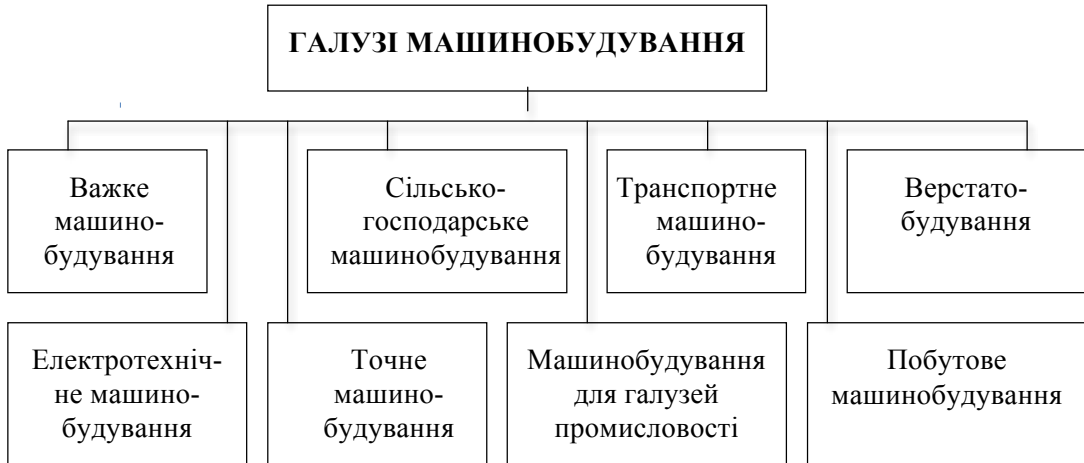 ГАЛУЗІ МАШИНОБУДУВАННЯ
Важке
машино-
будування
Сільсько-
господарське
машинобудування
Транспортне
машино-
будування
Верстато-
будування
Електротехніч-
не машино-
будування
Точне
машино-
будування
Машинобудування
для галузей
промисловості
Побутове
машинобудування